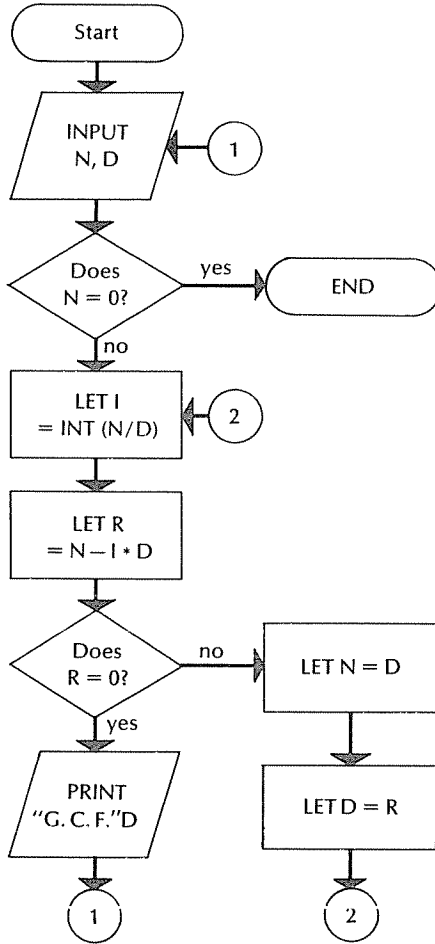 Start
INPUT
N, D
1
Does
N = 0?
yes
END
no
LET I
= INT (N/D)
2
LET R
= N – I * D
Does
R = 0?
no
LET N = D
yes
PRINT
"G. C. F."D
LET D = R
1
2